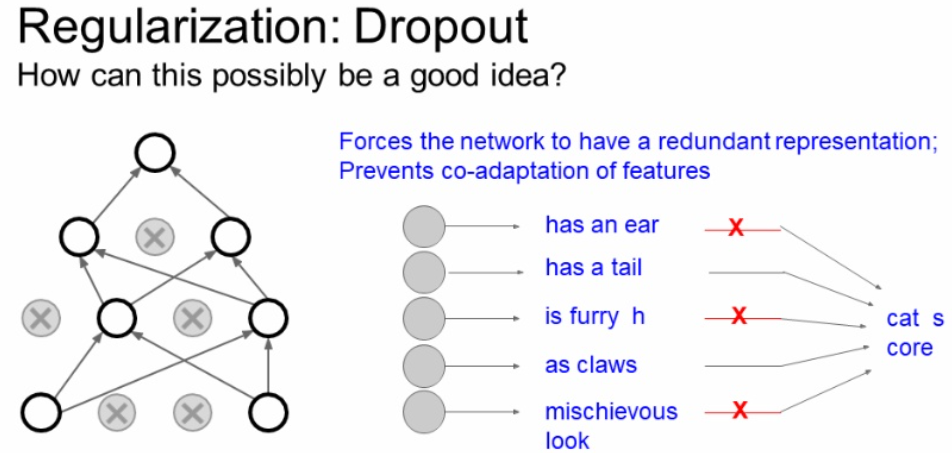 Regularization: Dropout
How can this possibly be a good idea?
Forces the network to have a redundant representation;
Prevents co-adaptation of features
has an ear X
has a tail
is furry h X
as claws
mischievous X
look
cat s
core